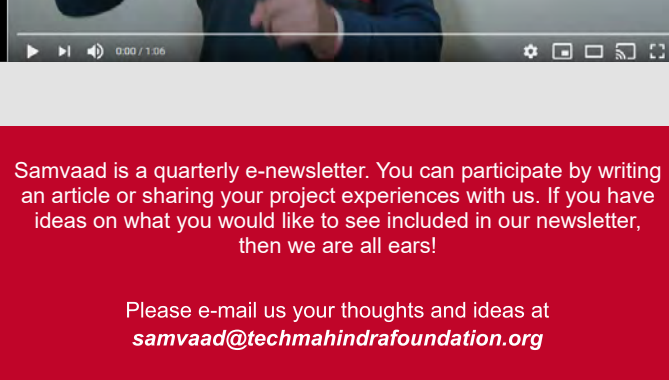 0:00 / 1:06
Samvaad is a quarterly e-newsletter. You can participate by writing
an article or sharing your project experiences with us. If you have
ideas on what you would like to see included in our newsletter,
then we are all ears!
Please e-mail us your thoughts and ideas at
samvaad@techmahindrafoundation.org